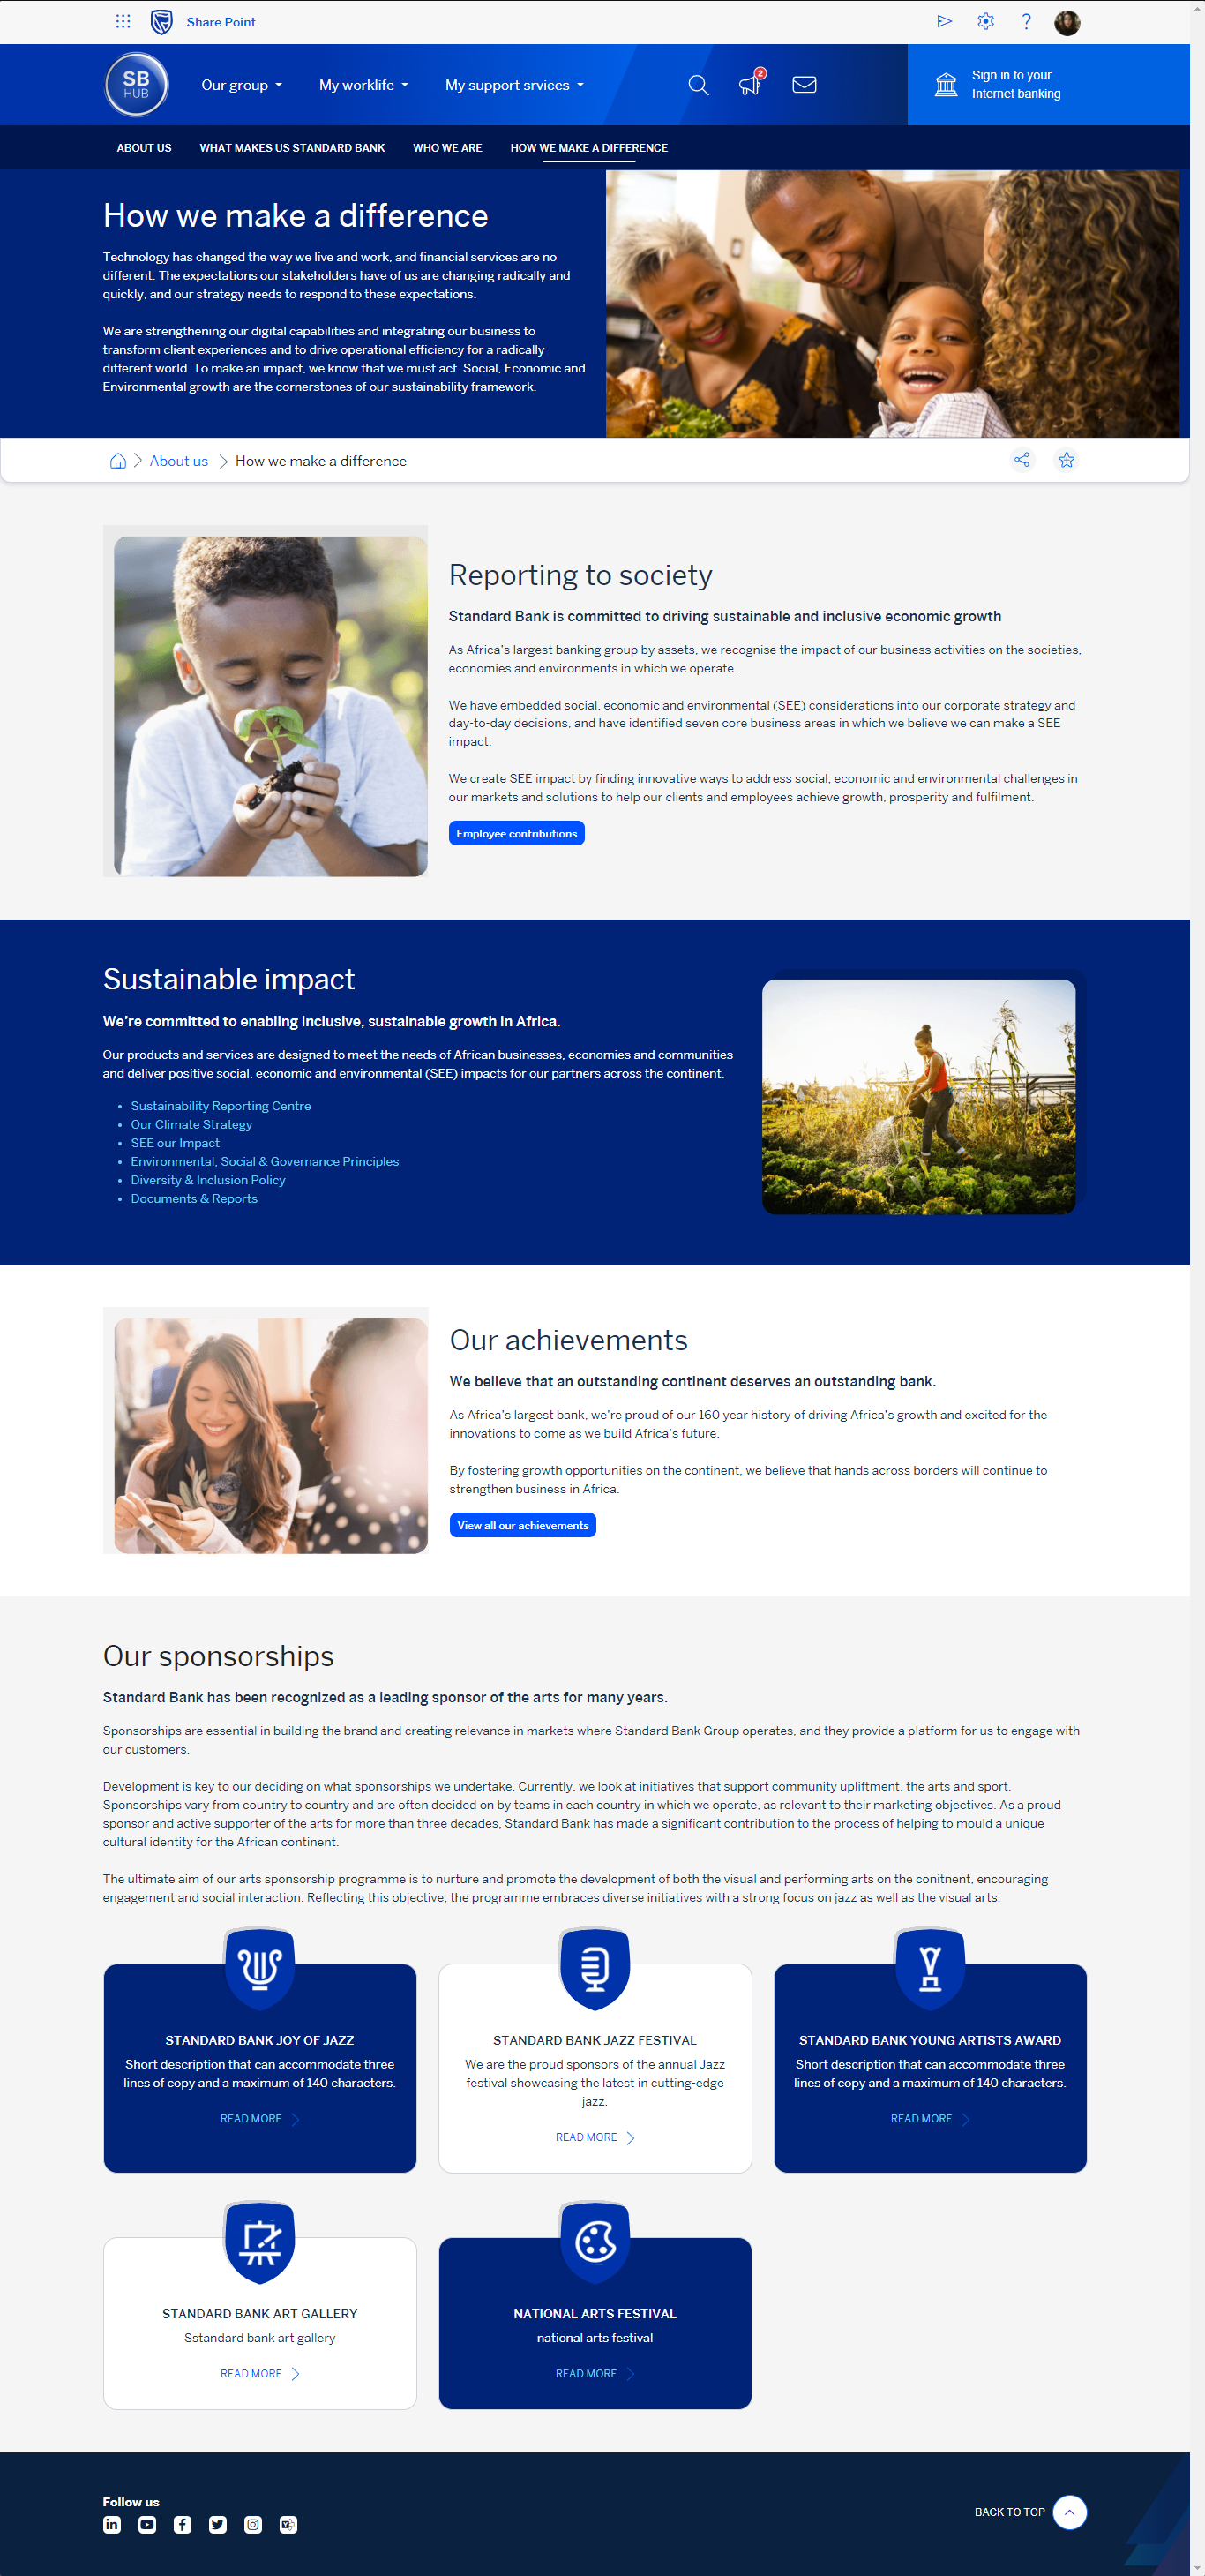 Share Point
SB
HUB
Our group
My worklife
My support srvices
2
Sign in to your
Internet banking
ABOUT US
WHAT MAKES US STANDARD BANK
WHO WE ARE
HOW WE MAKE A DIFFERENCE
How we make a difference
Technology has changed the way we live and work, and financial services are no
different. The expectations our stakeholders have of us are changing radically and
quickly, and our strategy needs to respond to these expectations.
We are strengthening our digital capabilities and integrating our business to
transform client experiences and to drive operational efficiency for a radically
different world. To make an impact, we know that we must act. Social, Economic and
Environmental growth are the cornerstones of our sustainability framework.
About us
How we make a difference
Reporting to society
Standard Bank is committed to driving sustainable and inclusive economic growth
As Africa's largest banking group by assets, we recognise the impact of our business activities on the societies,
economies and environments in which we operate.
We have embedded social. economic and environmental (SEE) considerations into our corporate strategy and
day-to-day decisions, and have identified seven core business areas in which we believe we can make a SEE
impact.
We create SEE impact by finding innovative ways to address social, economic and environmental challenges in
our markets and solutions to help our clients and employees achieve growth, prosperity and fulfilment.
Employee contributions
Sustainable impact
We're committed to enabling inclusive, sustainable growth in Africa.
Our products and services are designed to meet the needs of African businesses, economies and communities
and deliver positive social, economic and environmental (SEE) impacts for our partners across the continent.
• Sustainability Reporting Centre
• Our Climate Strategy
• SEE our Impact
• Environmental, Social & Governance Principles
• Diversity & Inclusion Policy
• Documents & Reports
Our achievements
We believe that an outstanding continent deserves an outstanding bank.
As Africa's largest bank, we're proud of our 160 year history of driving Africa's growth and excited for the
innovations to come as we build Africa's future.
By fostering growth opportunities on the continent, we believe that hands across borders will continue to
strengthen business in Africa.
View all our achievements
Our sponsorships
Standard Bank has been recognized as a leading sponsor of the arts for many years.
Sponsorships are essential in building the brand and creating relevance in markets where Standard Bank Group operates, and they provide a platform for us to engage with
our customers.
Development is key to our deciding on what sponsorships we undertake. Currently, we look at initiatives that support community upliftment, the arts and sport.
Sponsorships vary from country to country and are often decided on by teams in each country in which we operate, as relevant to their marketing objectives. As a proud
sponsor and active supporter of the arts for more than three decades, Standard Bank has made a significant contribution to the process of helping to mould a unique
cultural identity for the African continent.
The ultimate aim of our arts sponsorship programme is to nurture and promote the development of both the visual and performing arts on the conitnent, encouraging
engagement and social interaction. Reflecting this objective, the programme embraces diverse initiatives with a strong focus on jazz as well as the visual arts.
STANDARD BANK JOY OF JAZZ
Short description that can accommodate three
lines of copy and a maximum of 140 characters.
READ MORE
STANDARD BANK JAZZ FESTIVAL
We are the proud sponsors of the annual Jazz
festival showcasing the latest in cutting-edge
jazz.
READ MORE
STANDARD BANK YOUNG ARTISTS AWARD
Short description that can accommodate three
lines of copy and a maximum of 140 characters.
READ MORE
STANDARD BANK ART GALLERY
Sstandard bank art gallery
READ MORE
NATIONAL ARTS FESTIVAL
national arts festival
READ MORE
Follow us
BACK TO TOP